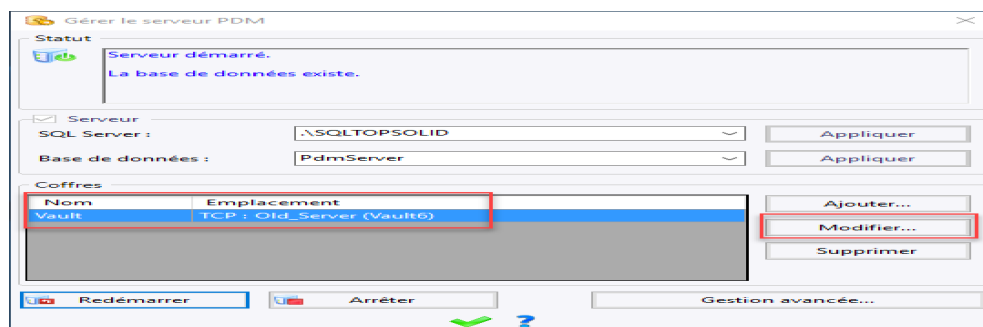 Gérer le serveur PDM
Statut
Serveur démarré.
La base de données existe.
Serveur
SQL Server : .\SQLTOPSOLID Appliquer
Base de données : PdmServer Appliquer
Coffres
Nom Emplacement
Vault TCP : Old_Server (Vault6)
Ajouter...
Modifier...
Supprimer
Redémarrer Arrêter Gestion avancée...